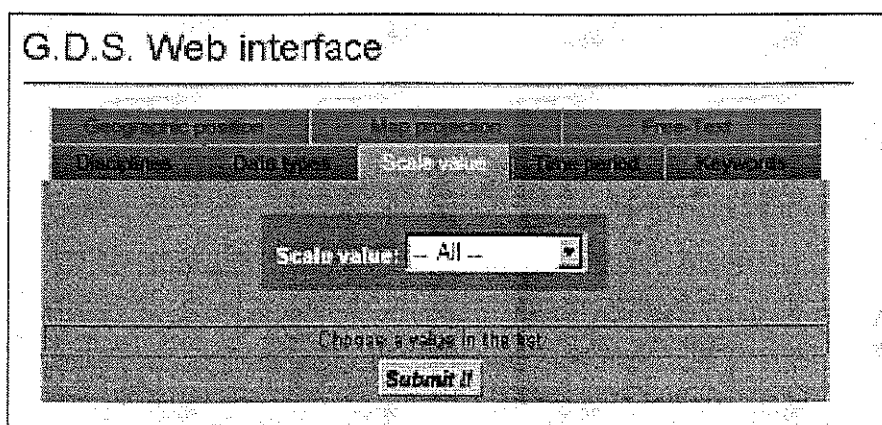 G.D.S. Web interface
Geographic position Map projection Free-Text
Disciplines Data types Scale value Time period Keywords
Scale value: -- All --
Choose a value in the list
Submit it